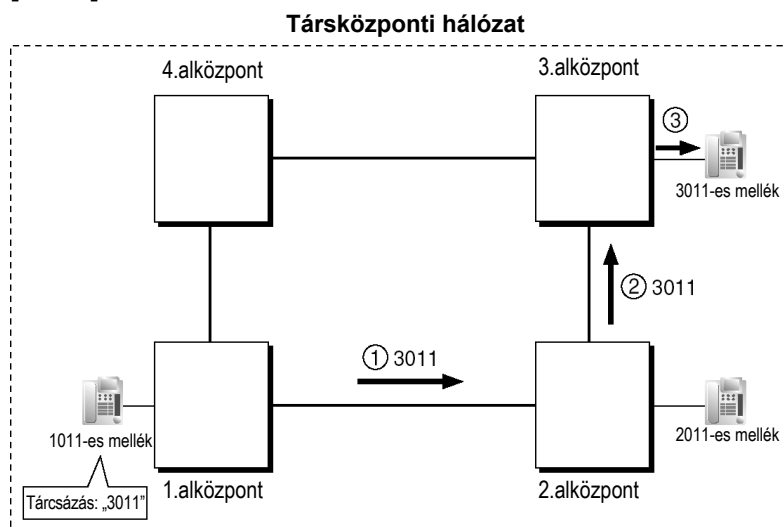 Társközponti hálózat
4.alközpont
3.alközpont
③
3011-es mellék
② 3011
① 3011
1011-es mellék
2011-es mellék
Tárcsázás: „3011”
1.alközpont
2.alközpont